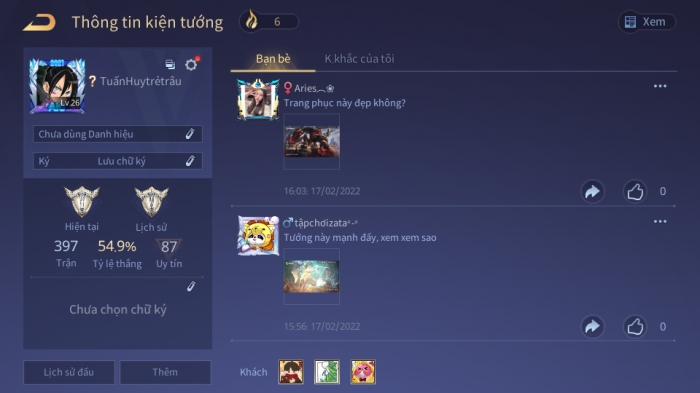 Thông tin kiện tướng
6
Xem
Bạn bè
K.khắc của tôi
2021
Lv 26
? TuấnHuytrẻtrâu
Chưa dùng Danh hiệu
Ký Lưu chữ ký
Hiện tại
Lịch sử
397
54.9%
87
Trận
Tỷ lệ thắng
Uy tín
Chưa chọn chữ ký
Lịch sử đấu
Thêm
Aries︵❀
Trang phục này đẹp không?
16:03: 17/02/2022
0
tậpchơizataᵒ·ᵒ
Tướng này mạnh đấy, xem xem sao
15:56: 17/02/2022
0
Khách